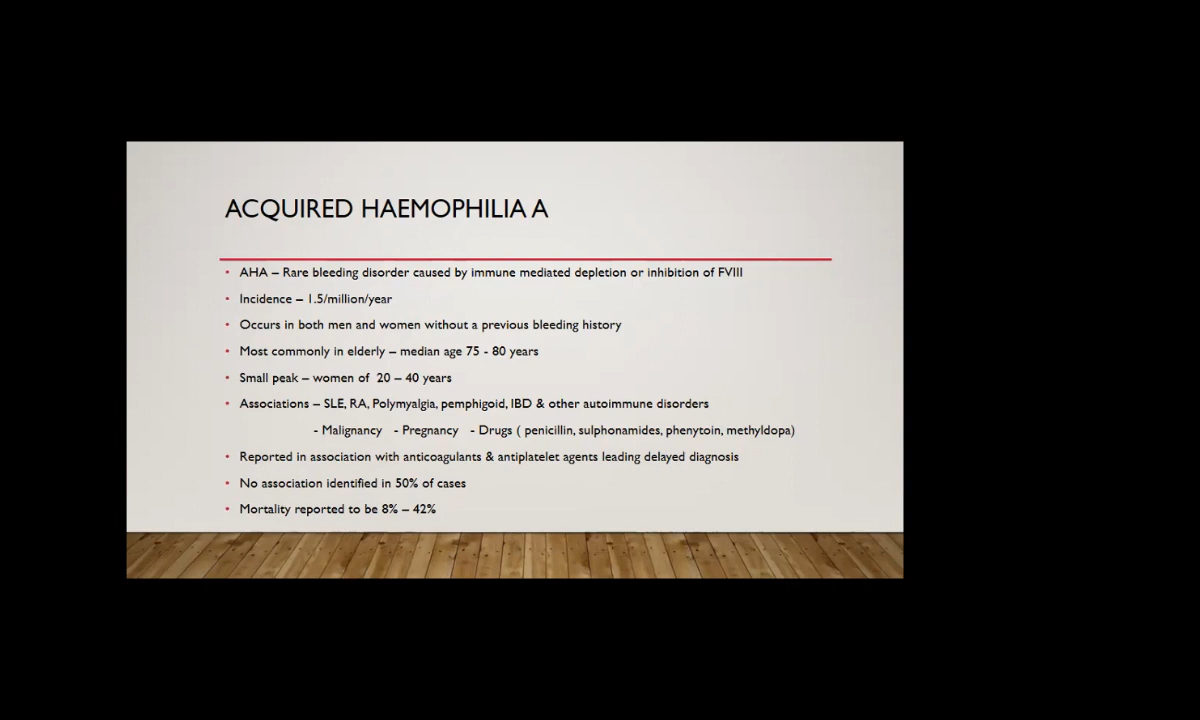 ACQUIRED HAEMOPHILIA A
• AHA – Rare bleeding disorder caused by immune mediated depletion or inhibition of FVIII
• Incidence – 1.5/million/year
• Occurs in both men and women without a previous bleeding history
• Most commonly in elderly – median age 75 - 80 years
• Small peak – women of 20 – 40 years
• Associations – SLE, RA, Polymyalgia, pemphigoid, IBD & other autoimmune disorders
- Malignancy - Pregnancy - Drugs ( penicillin, sulphonamides, phenytoin, methyldopa)
• Reported in association with anticoagulants & antiplatelet agents leading delayed diagnosis
• No association identified in 50% of cases
• Mortality reported to be 8% – 42%